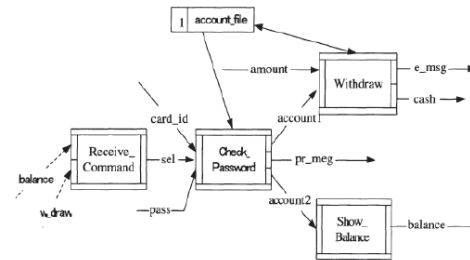 1 account_file
amount
Withdraw
e_msg
cash
account1
card_id
Receive_
Command
sel
Check_
Password
pr_meg
balance
w_draw
pass
account2
Show_
Balance
balance